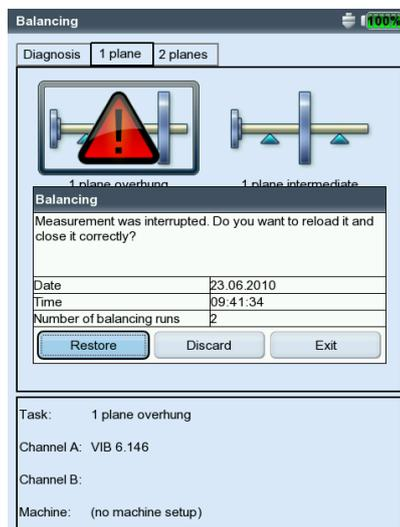 Balancing
100%
Diagnosis 1 plane 2 planes
1 plane overhung 1 plane intermediate
Balancing
Measurement was interrupted. Do you want to reload it and
close it correctly?
Date 23.06.2010
Time 09:41:34
Number of balancing runs 2
Restore Discard Exit
Task: 1 plane overhung
Channel A: VIB 6.146
Channel B:
Machine: (no machine setup)